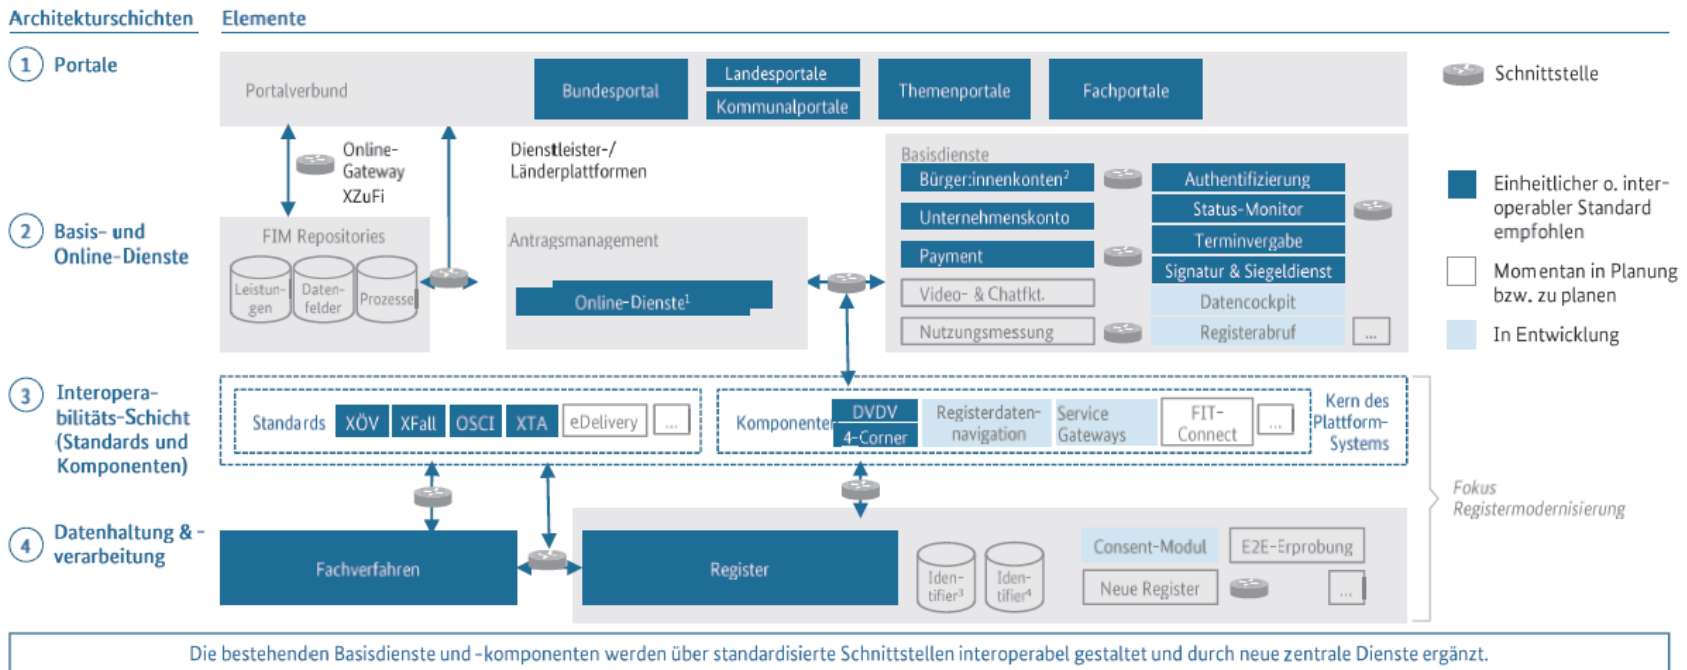 Architekturschichten
Elemente
1
Portale
Portalverbund
Bundesportal
Landesportale
Kommunalportale
Themenportale
Fachportale
Schnittstelle
Online-
Gateway
XZuFi
Dienstleister-/
Länderplattformen
2
Basis- und
Online-Dienste
FIM Repositories
Leistun-
gen
Daten-
felder
Prozesse
Antragsmanagement
Online-Dienste¹
Basisdienste
Bürger:innenkonten²
Unternehmenskonto
Payment
Video- & Chatfkt.
Nutzungsmessung
Authentifizierung
Status-Monitor
Terminvergabe
Signatur & Siegeldienst
Datencockpit
Registerabruf
...
Einheitlicher o. inter-
operabler Standard
empfohlen
Momentan in Planung
bzw. zu planen
In Entwicklung
3
Interopera-
bilitäts-Schicht
(Standards und
Komponenten)
Standards
XÖV
XFall
OSCI
XTA
eDelivery
...
Komponenten
DVDV
4-Corner
Registerdaten-
navigation
Service
Gateways
FIT-
Connect
...
Kern des
Plattform-
Systems
Fokus
Registermodernisierung
4
Datenhaltung & -
verarbeitung
Fachverfahren
Register
Iden-
tifier³
Iden-
tifier⁴
Consent-Modul
E2E-Erprobung
Neue Register
...
Die bestehenden Basisdienste und -komponenten werden über standardisierte Schnittstellen interoperabel gestaltet und durch neue zentrale Dienste ergänzt.